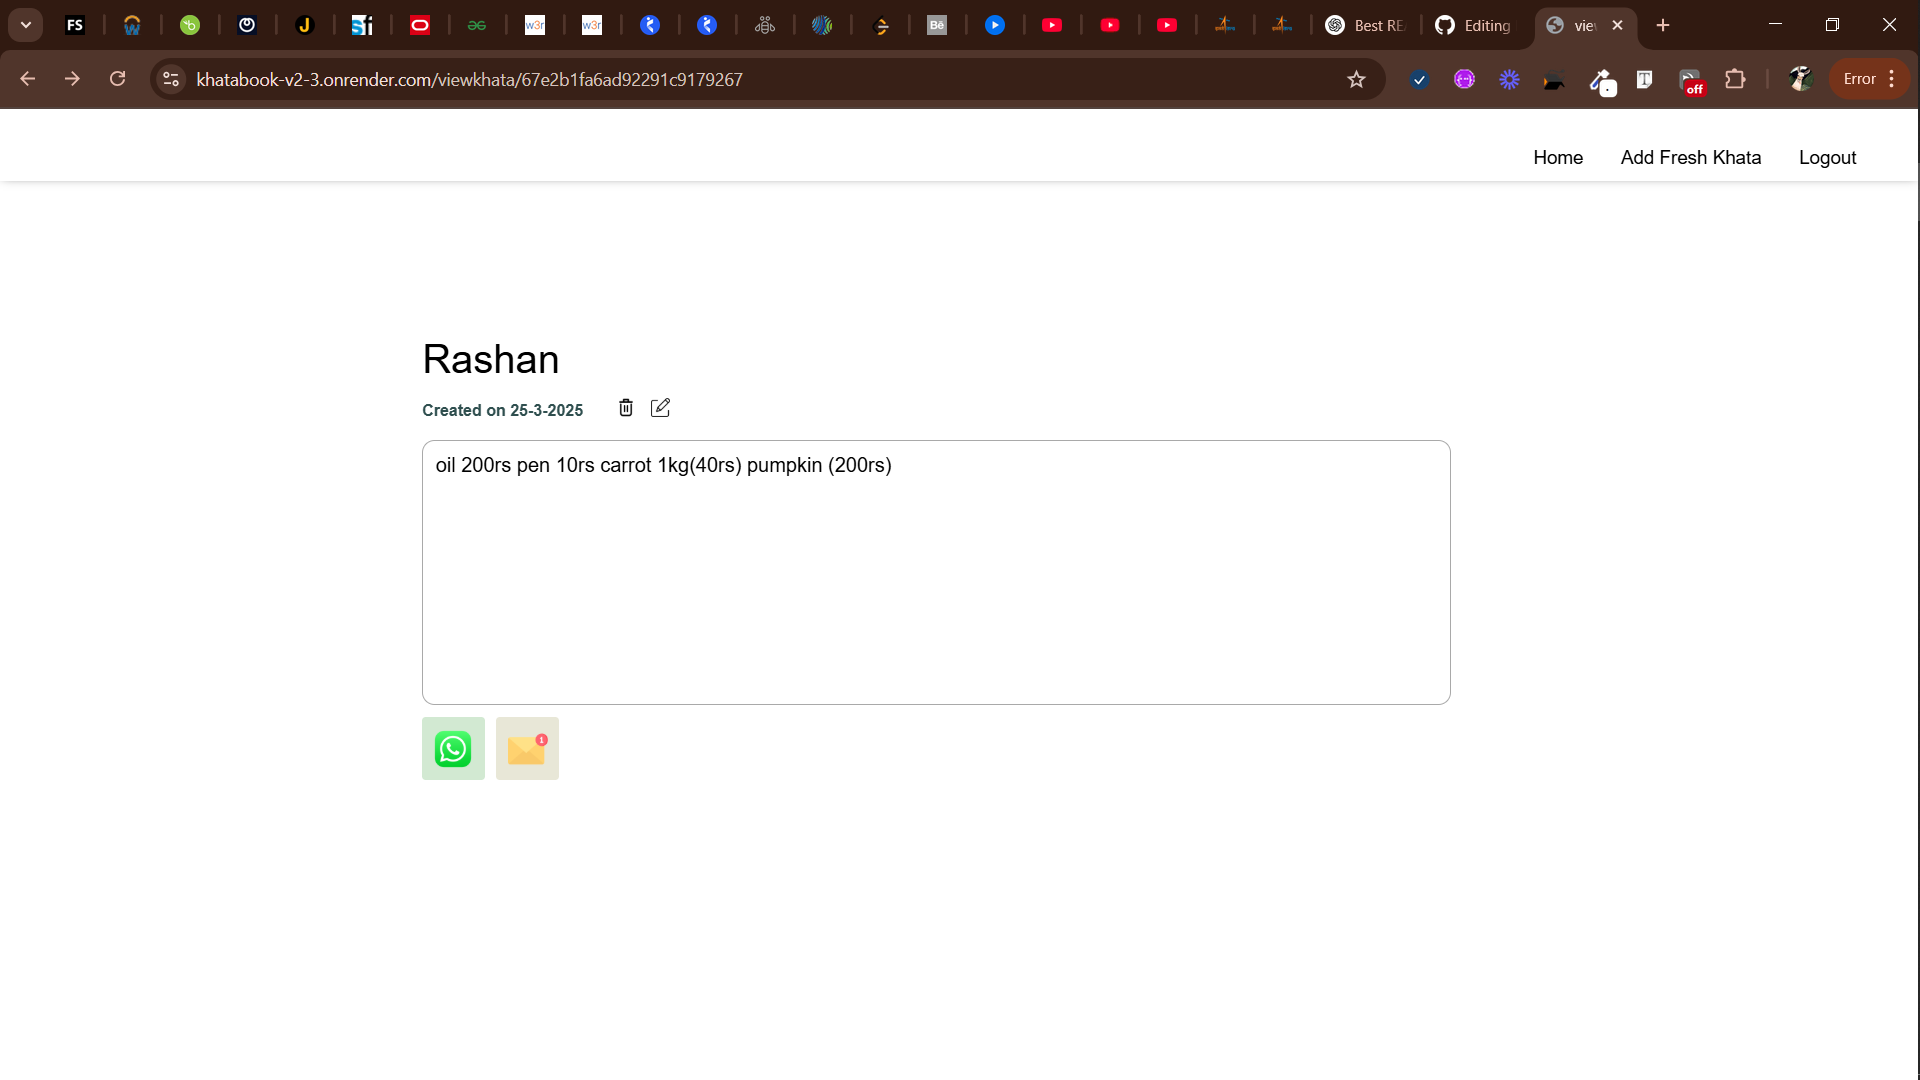 FS
J
w3r
w3r
Bē
Best RE
Editing
vie
khatabook-v2-3.onrender.com/viewkhata/67e2b1fa6ad92291c9179267
T
off
Error
Home
Add Fresh Khata
Logout
Rashan
Created on 25-3-2025
oil 200rs pen 10rs carrot 1kg(40rs) pumpkin (200rs)
1